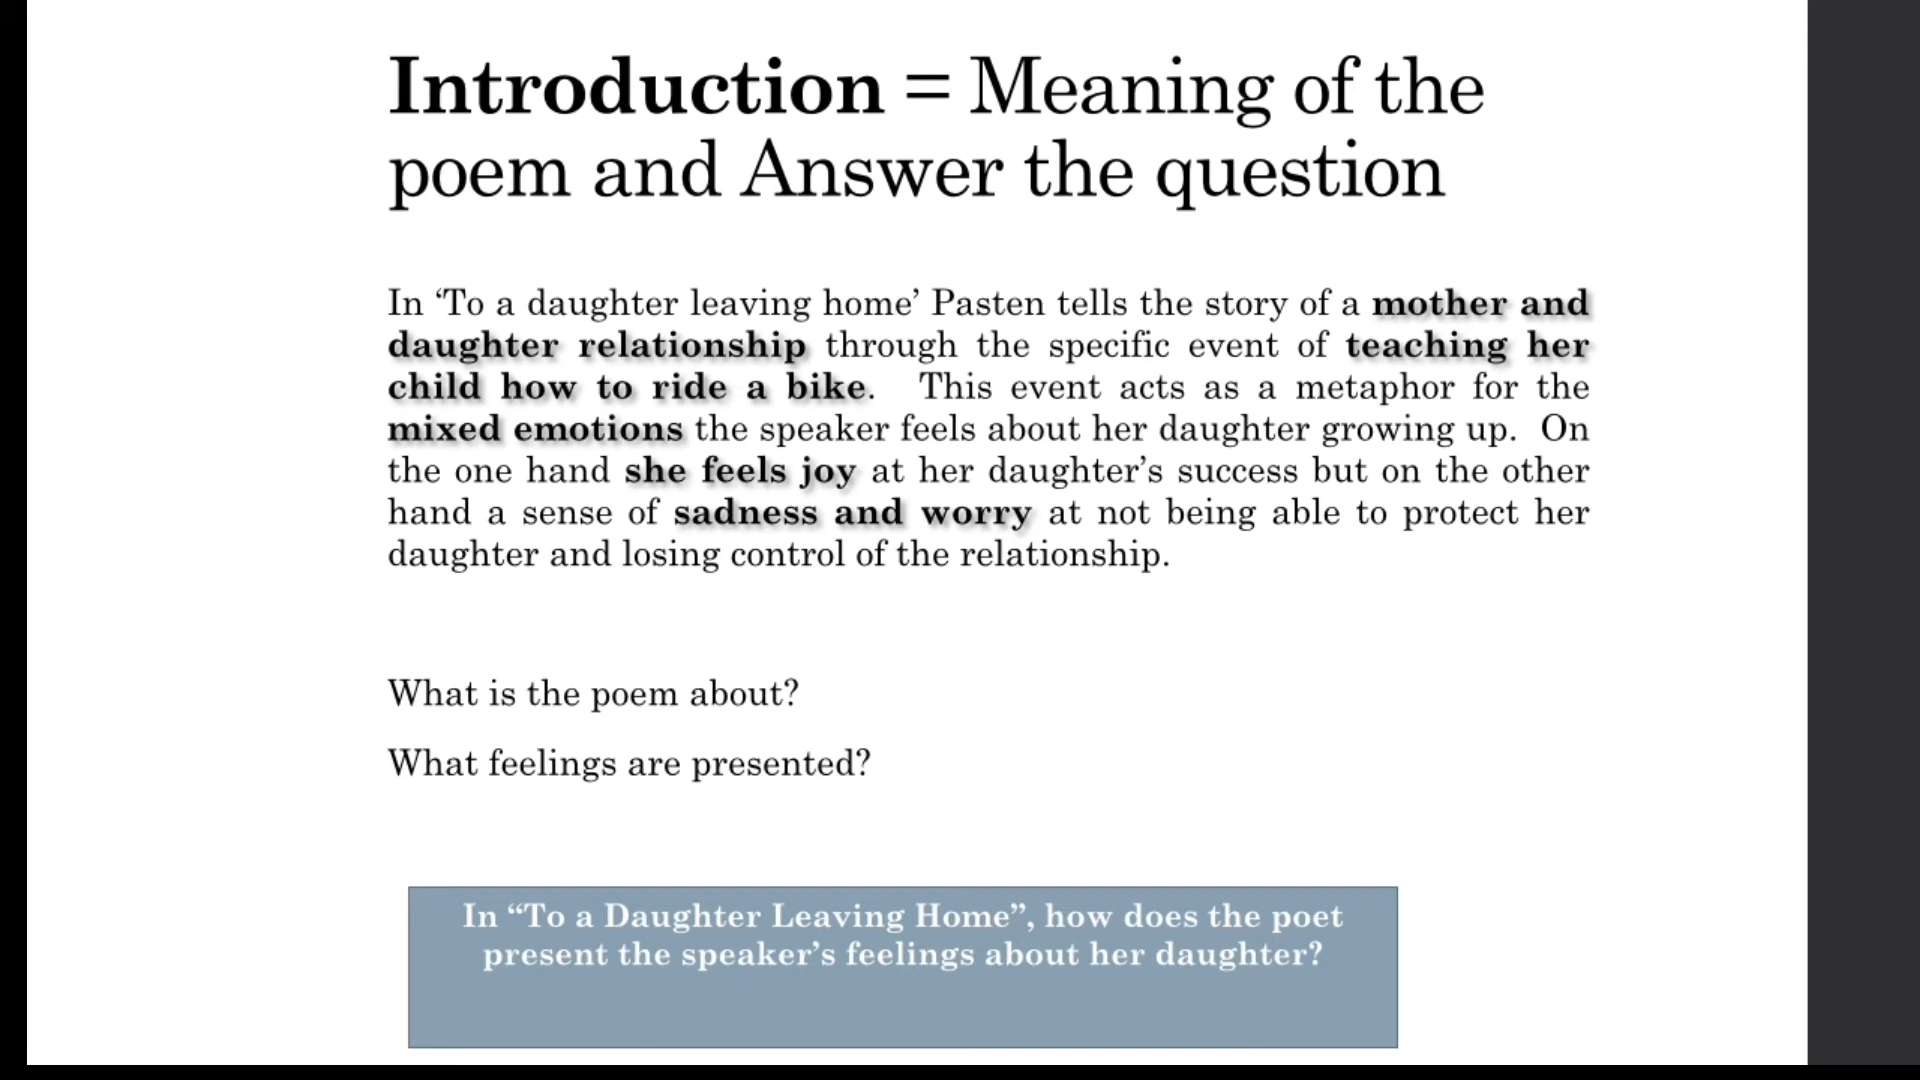 Introduction = Meaning of the
poem and Answer the question
In ‘To a daughter leaving home’ Pasten tells the story of a mother and
daughter relationship through the specific event of teaching her
child how to ride a bike. This event acts as a metaphor for the
mixed emotions the speaker feels about her daughter growing up. On
the one hand she feels joy at her daughter’s success but on the other
hand a sense of sadness and worry at not being able to protect her
daughter and losing control of the relationship.
What is the poem about?
What feelings are presented?
In “To a Daughter Leaving Home”, how does the poet
present the speaker’s feelings about her daughter?